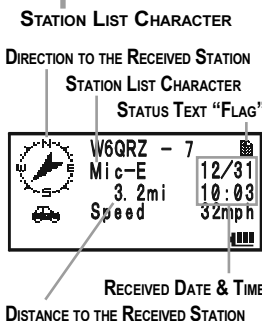 STATION LIST CHARACTER
DIRECTION TO THE RECEIVED STATION
STATION LIST CHARACTER
STATUS TEXT “FLAG”
N
W E
S
W6QRZ - 7
Mic-E 12/31
3. 2mi 10:03
Speed 32mph
RECEIVED DATE & TIME
DISTANCE TO THE RECEIVED STATION